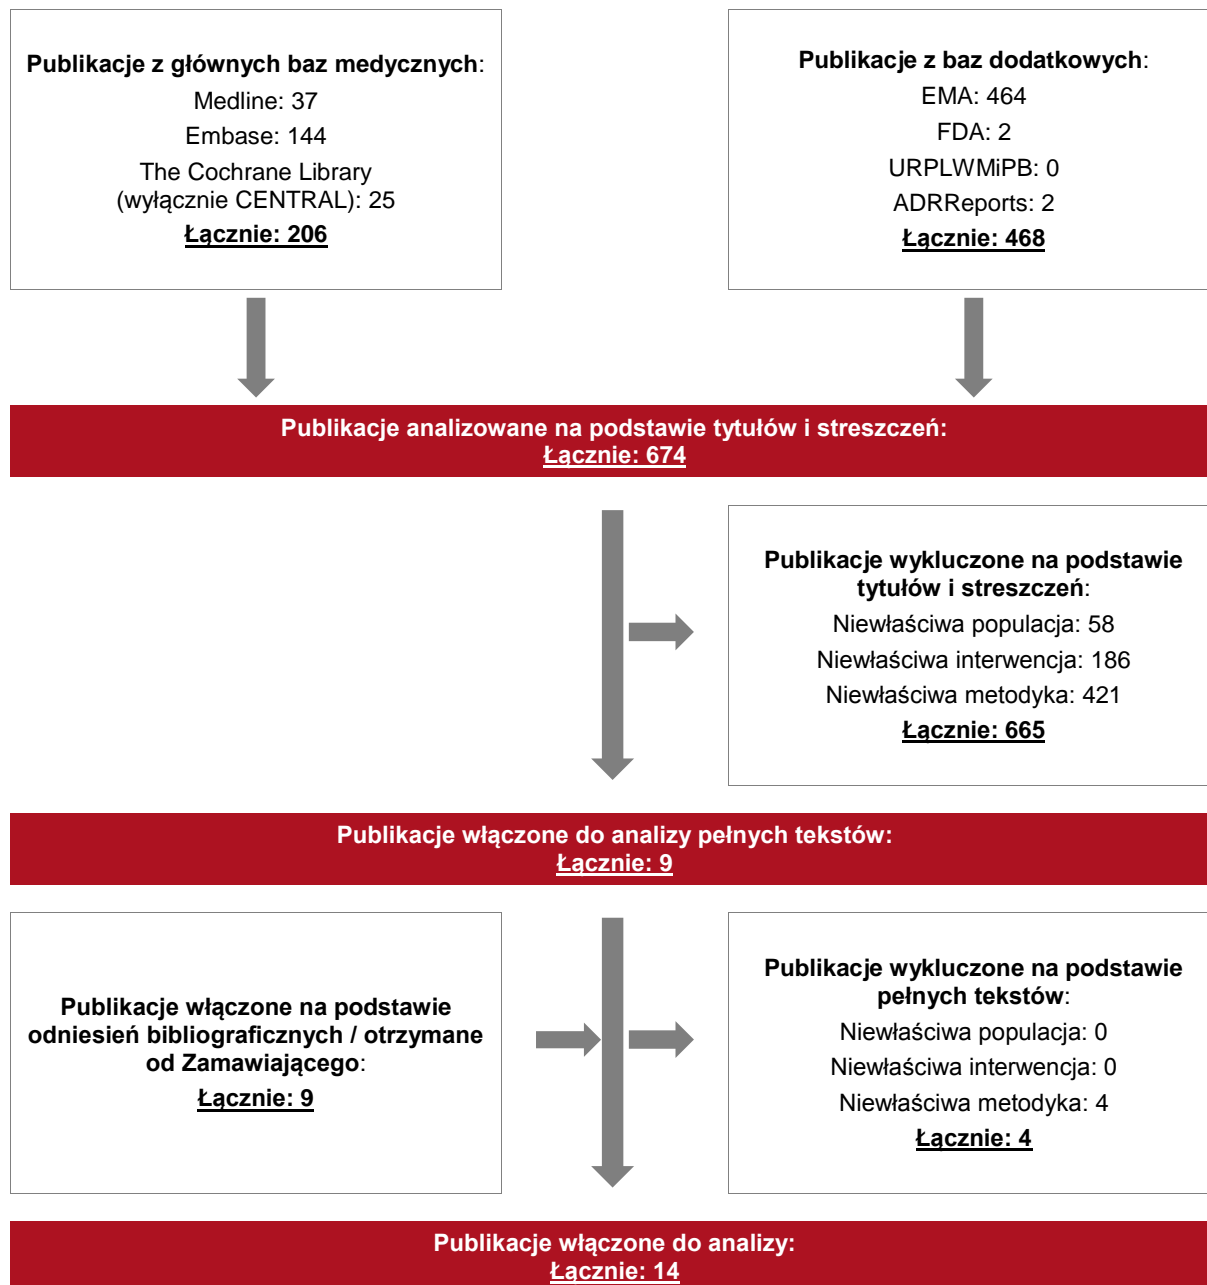 Publikacje z głównych baz medycznych:
Medline: 37
Embase: 144
The Cochrane Library
(wyłącznie CENTRAL): 25
Łącznie: 206
Publikacje z baz dodatkowych:
EMA: 464
FDA: 2
URPLWMiPB: 0
ADRReports: 2
Łącznie: 468
Publikacje analizowane na podstawie tytułów i streszczeń:
Łącznie: 674
Publikacje wykluczone na podstawie
tytułów i streszczeń:
Niewłaściwa populacja: 58
Niewłaściwa interwencja: 186
Niewłaściwa metodyka: 421
Łącznie: 665
Publikacje włączone do analizy pełnych tekstów:
Łącznie: 9
Publikacje włączone na podstawie
odniesień bibliograficznych / otrzymane
od Zamawiającego:
Łącznie: 9
Publikacje wykluczone na podstawie
pełnych tekstów:
Niewłaściwa populacja: 0
Niewłaściwa interwencja: 0
Niewłaściwa metodyka: 4
Łącznie: 4
Publikacje włączone do analizy:
Łącznie: 14